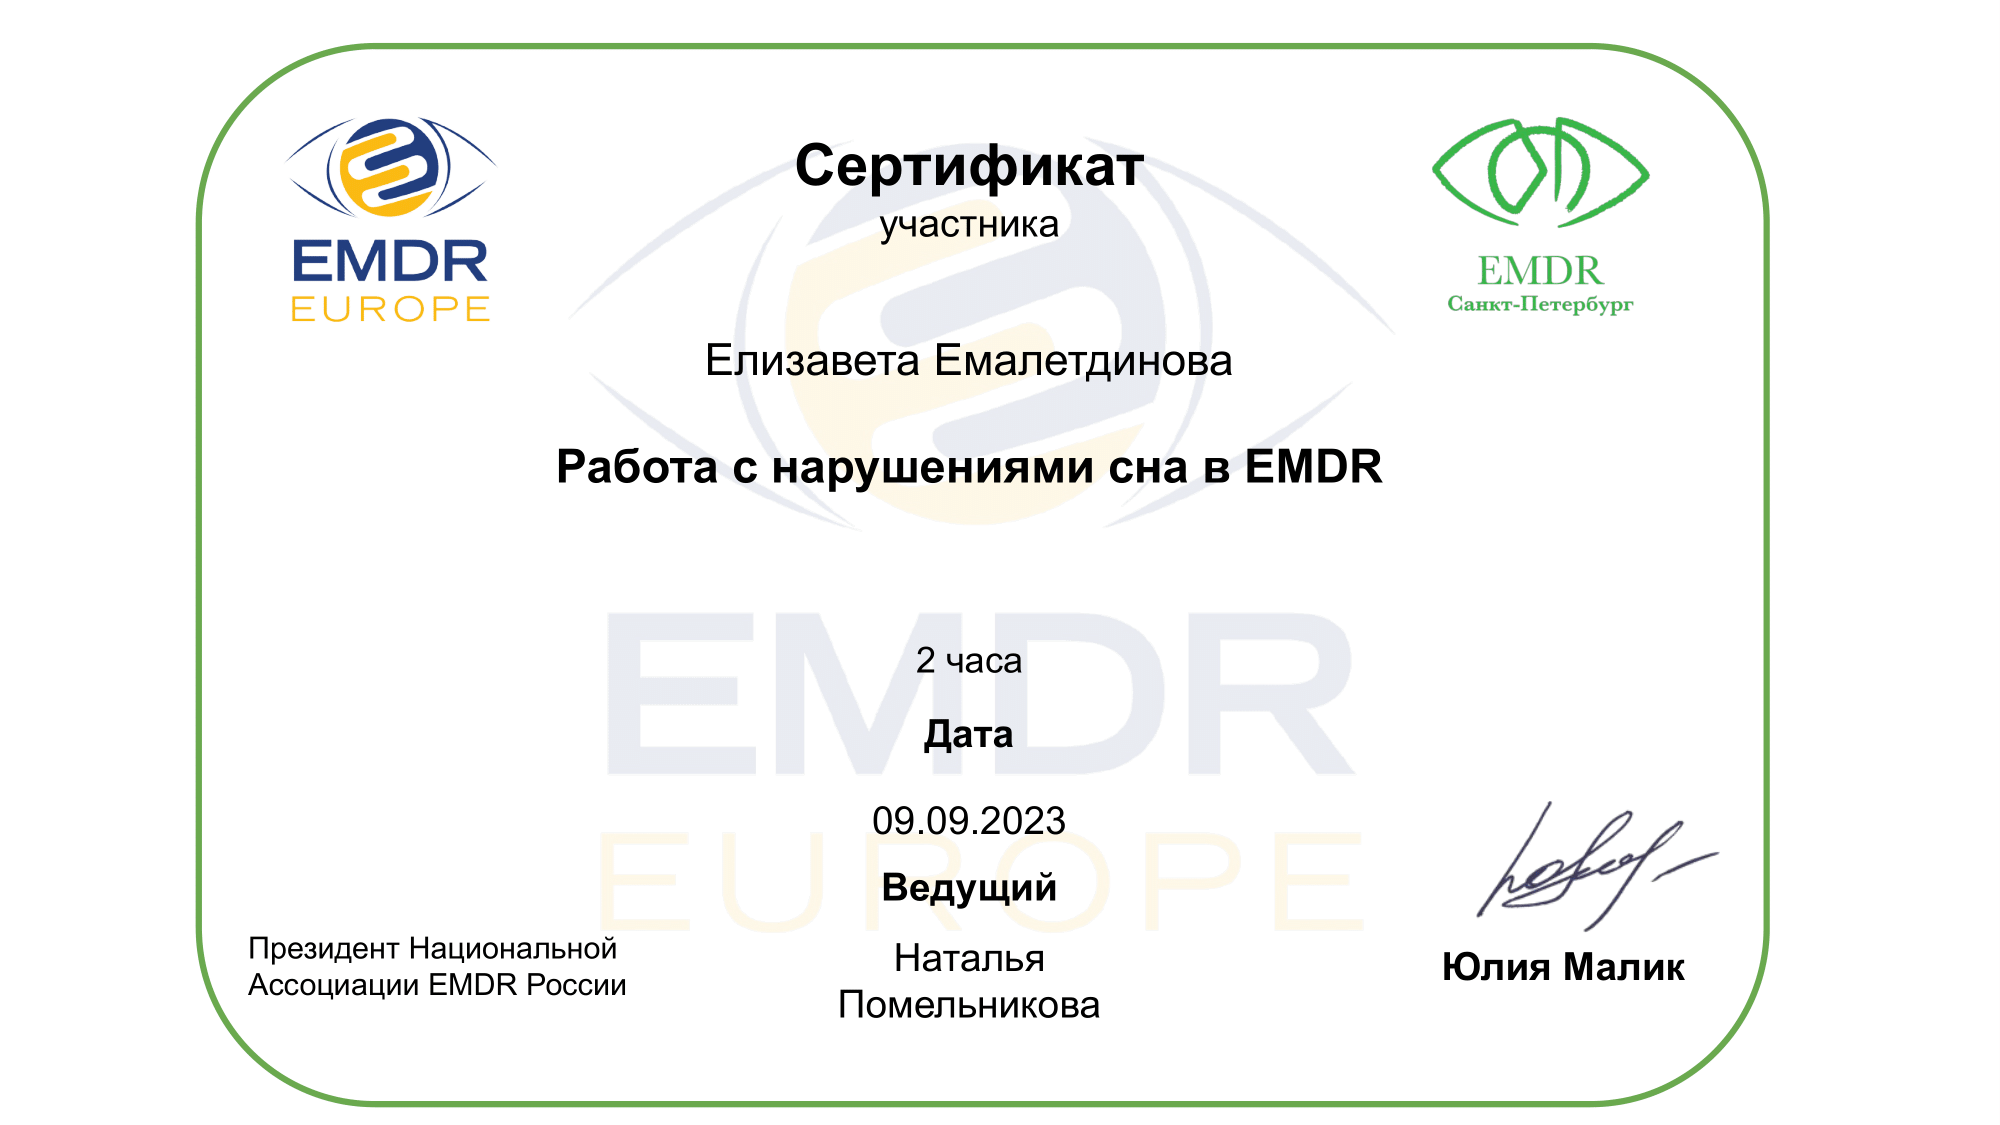 Сертификат
участника
EMDR
EUROPE
EMDR
Санкт-Петербург
Елизавета Емалетдинова
Работа с нарушениями сна в EMDR
EMDR
EUROPE
2 часа
Дата
09.09.2023
Ведущий
Наталья
Помельникова
Президент Национальной
Ассоциации EMDR России
Юлия Малик